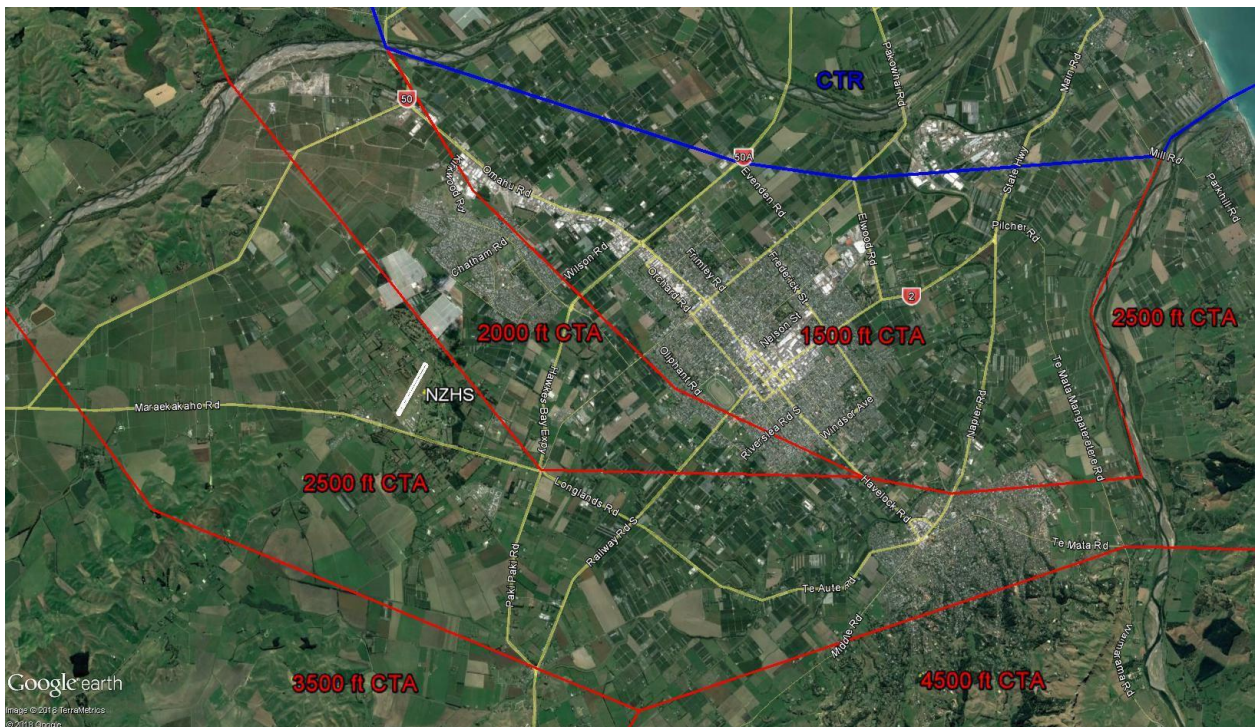 CTR
Pakowhai Rd
Main Rd
50
50A
Mill Rd
State Hwy
Parkhill Rd
Kirkwood Rd
Omahu Rd
Evenden Rd
Elwood Rd
Pilcher Rd
Chatham Rd
Wilson Rd
Frimley Rd
Frederick St
Orchard Rd
2
2000 ft CTA
Nelson St
1500 ft CTA
2500 ft CTA
Oliphant Rd
NZHS
Maraekakaho Rd
Hawkes Bay Expy
Riverslea Rd S
Windsor Ave
Napier Rd
Te Mata Mangateretere Rd
2500 ft CTA
Longlands Rd
Havelock Rd
Railway Rd S
Te Mata Rd
Paki Paki Rd
Te Aute Rd
Middle Rd
Waimarama Rd
3500 ft CTA
4500 ft CTA
Google earth
Image © 2018 TerraMetrics
© 2018 Google